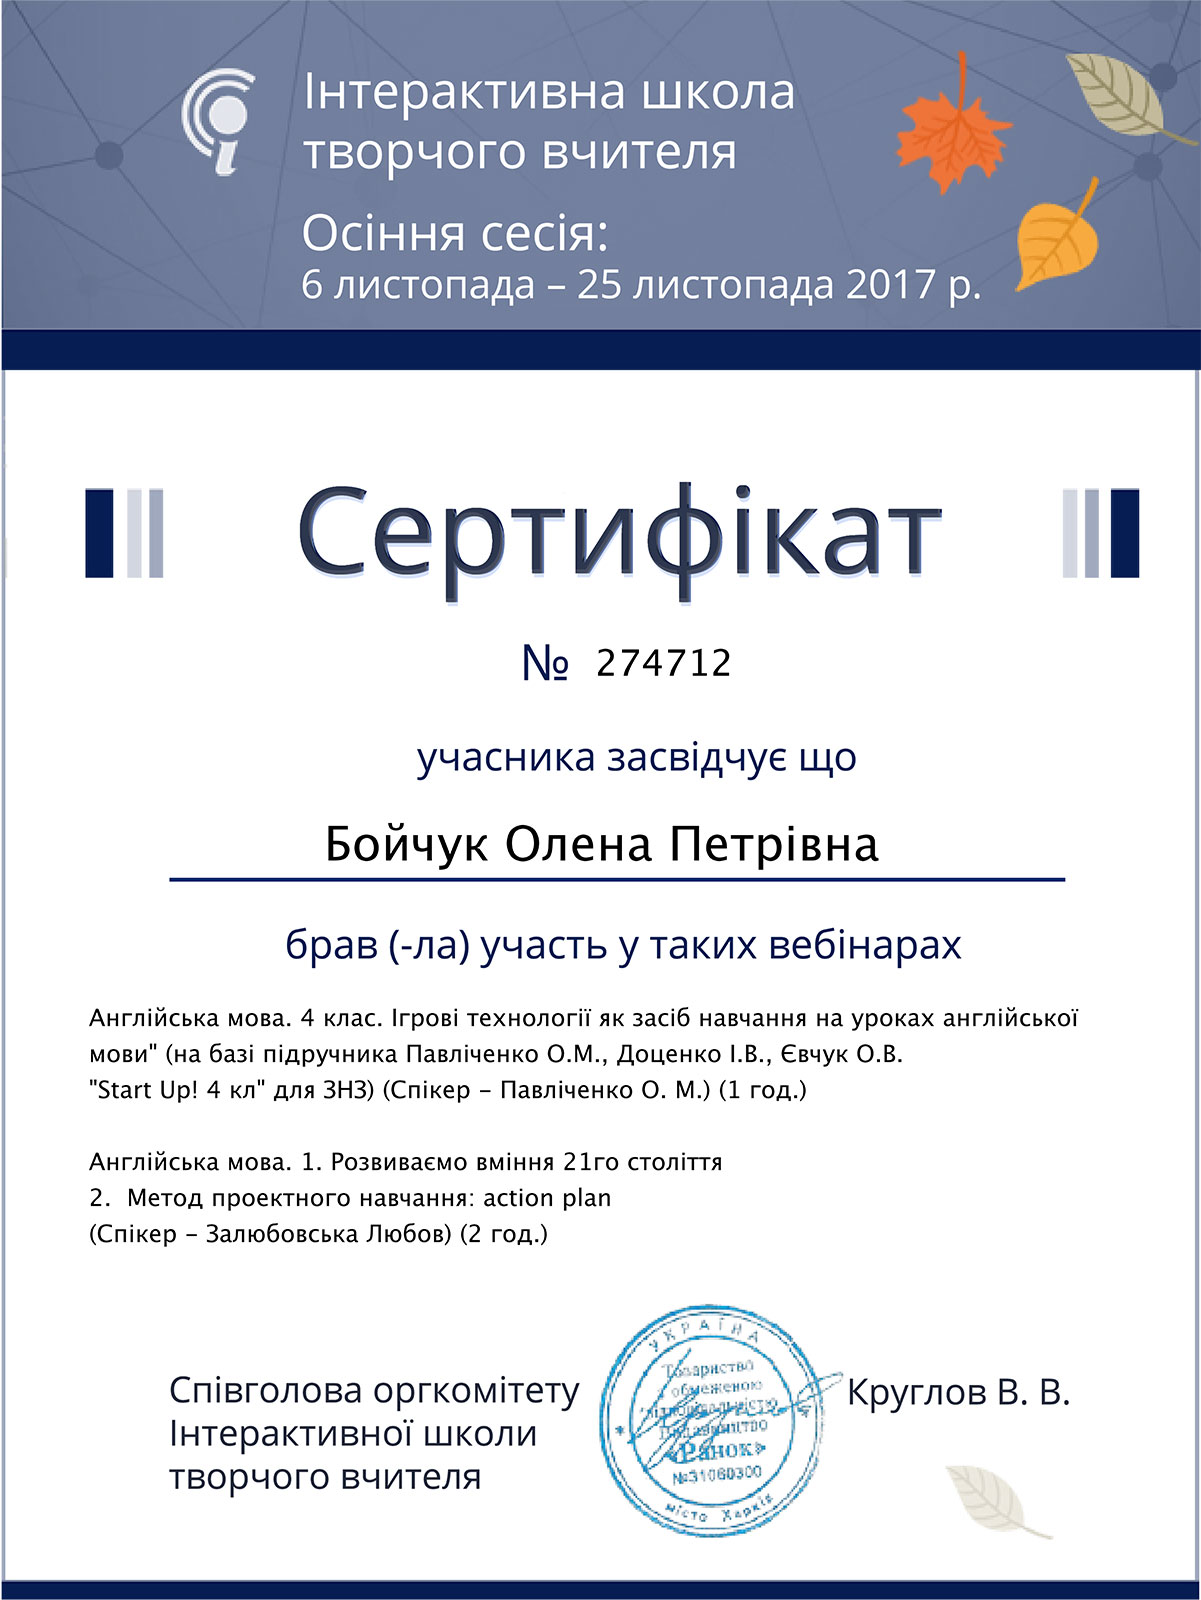 Інтерактивна школа
творчого вчителя
Осіння сесія:
6 листопада – 25 листопада 2017 р.
Сертифікат
№ 274712
учасника засвідчує що
Бойчук Олена Петрівна
брав (-ла) участь у таких вебінарах
Англійська мова. 4 клас. Ігрові технології як засіб навчання на уроках англійської
мови" (на базі підручника Павліченко О.М., Доценко І.В., Євчук О.В.
"Start Up! 4 кл" для ЗНЗ) (Спікер – Павліченко О. М.) (1 год.)
Англійська мова. 1. Розвиваємо вміння 21го століття
2. Метод проектного навчання: action plan
(Спікер – Залюбовська Любов) (2 год.)
Співголова оргкомітету
Інтерактивної школи
творчого вчителя
УКРАЇНА
Товариство
з обмеженою
відповідальністю
Видавництво
«Ранок»
№31060300
місто Харків
Круглов В. В.